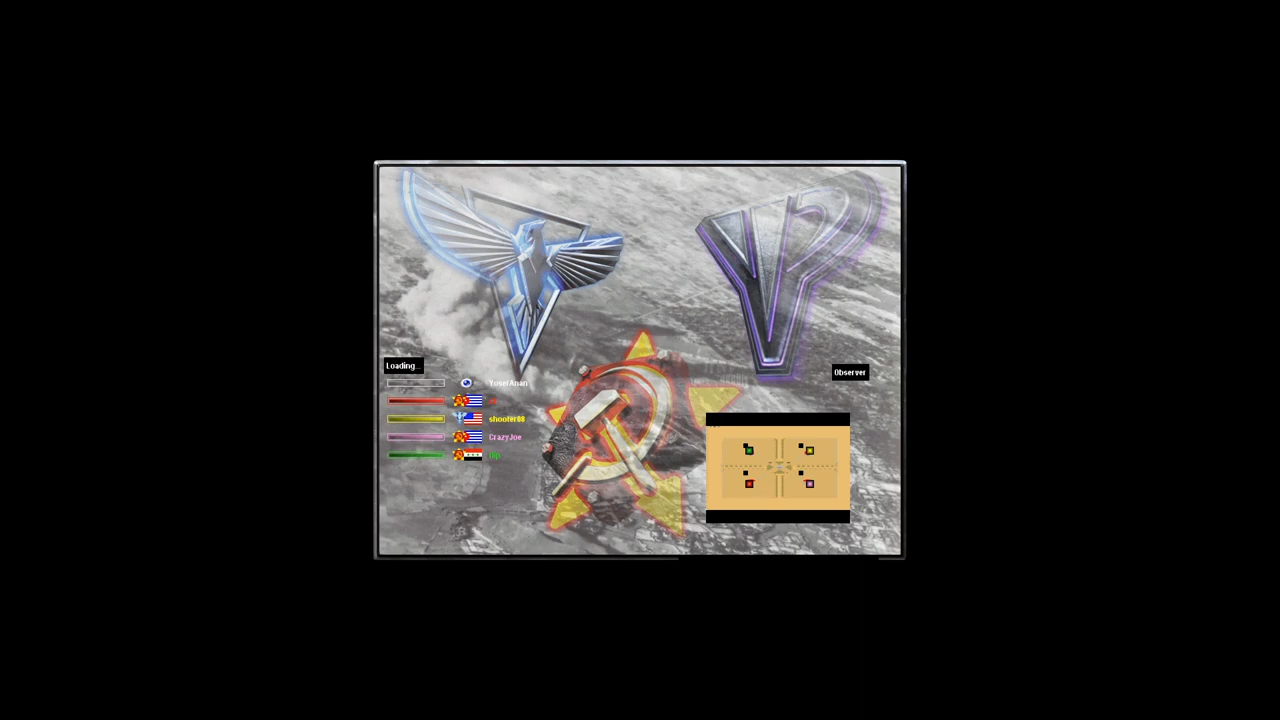 Loading...
YuseiAnan
Observer
shooter00
CrazyJoe